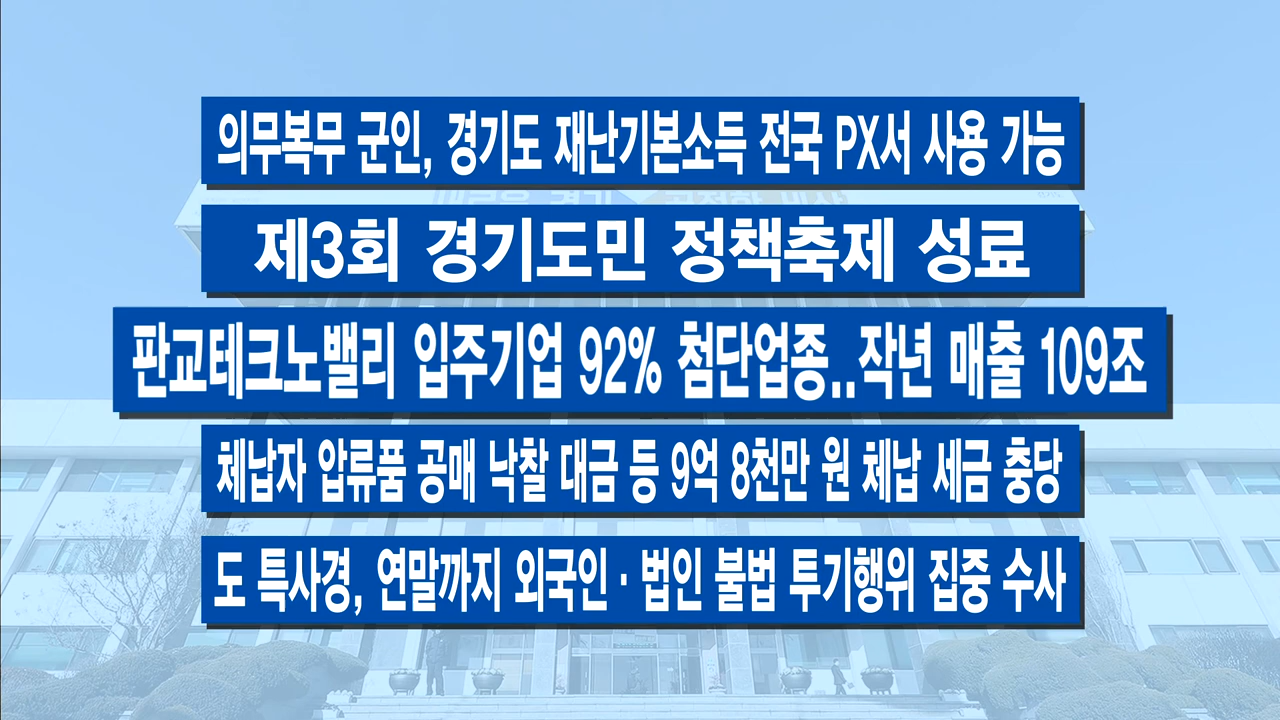 의무복무 군인, 경기도 재난기본소득 전국 PX서 사용 가능
제3회 경기도민 정책축제 성료
판교테크노밸리 입주기업 92% 첨단업종..작년 매출 109조
체납자 압류품 공매 낙찰 대금 등 9억 8천만 원 체납 세금 충당
도 특사경, 연말까지 외국인·법인 불법 투기행위 집중 수사